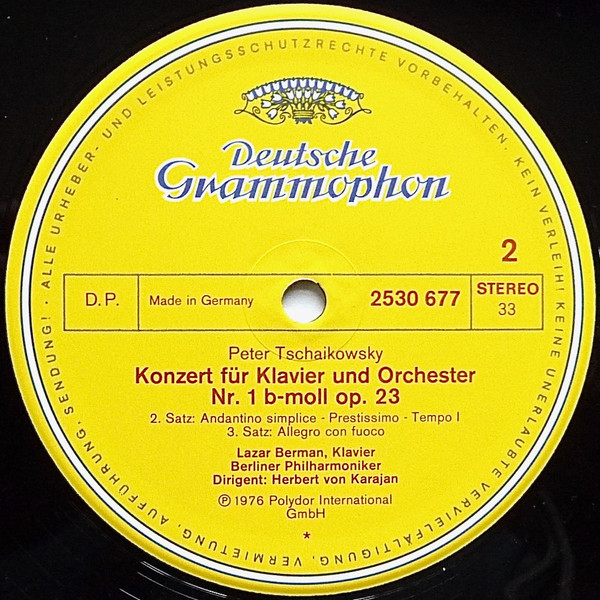 ALLE URHEBER- UND LEISTUNGSSCHUTZRECHTE VORBEHALTEN. KEIN VERLEIH! KEINE UNERLAUBTE VERVIELFÄLTIGUNG, VERMIETUNG, AUFFÜHRUNG, SENDUNG! ·
Deutsche
Grammophon
2
D.P.
Made in Germany
2530 677
STEREO
33
Peter Tschaikowsky
Konzert für Klavier und Orchester
Nr. 1 b-moll op. 23
2. Satz: Andantino simplice - Prestissimo - Tempo I
3. Satz: Allegro con fuoco
Lazar Berman, Klavier
Berliner Philharmoniker
Dirigent: Herbert von Karajan
Ⓟ 1976 Polydor International
GmbH
*